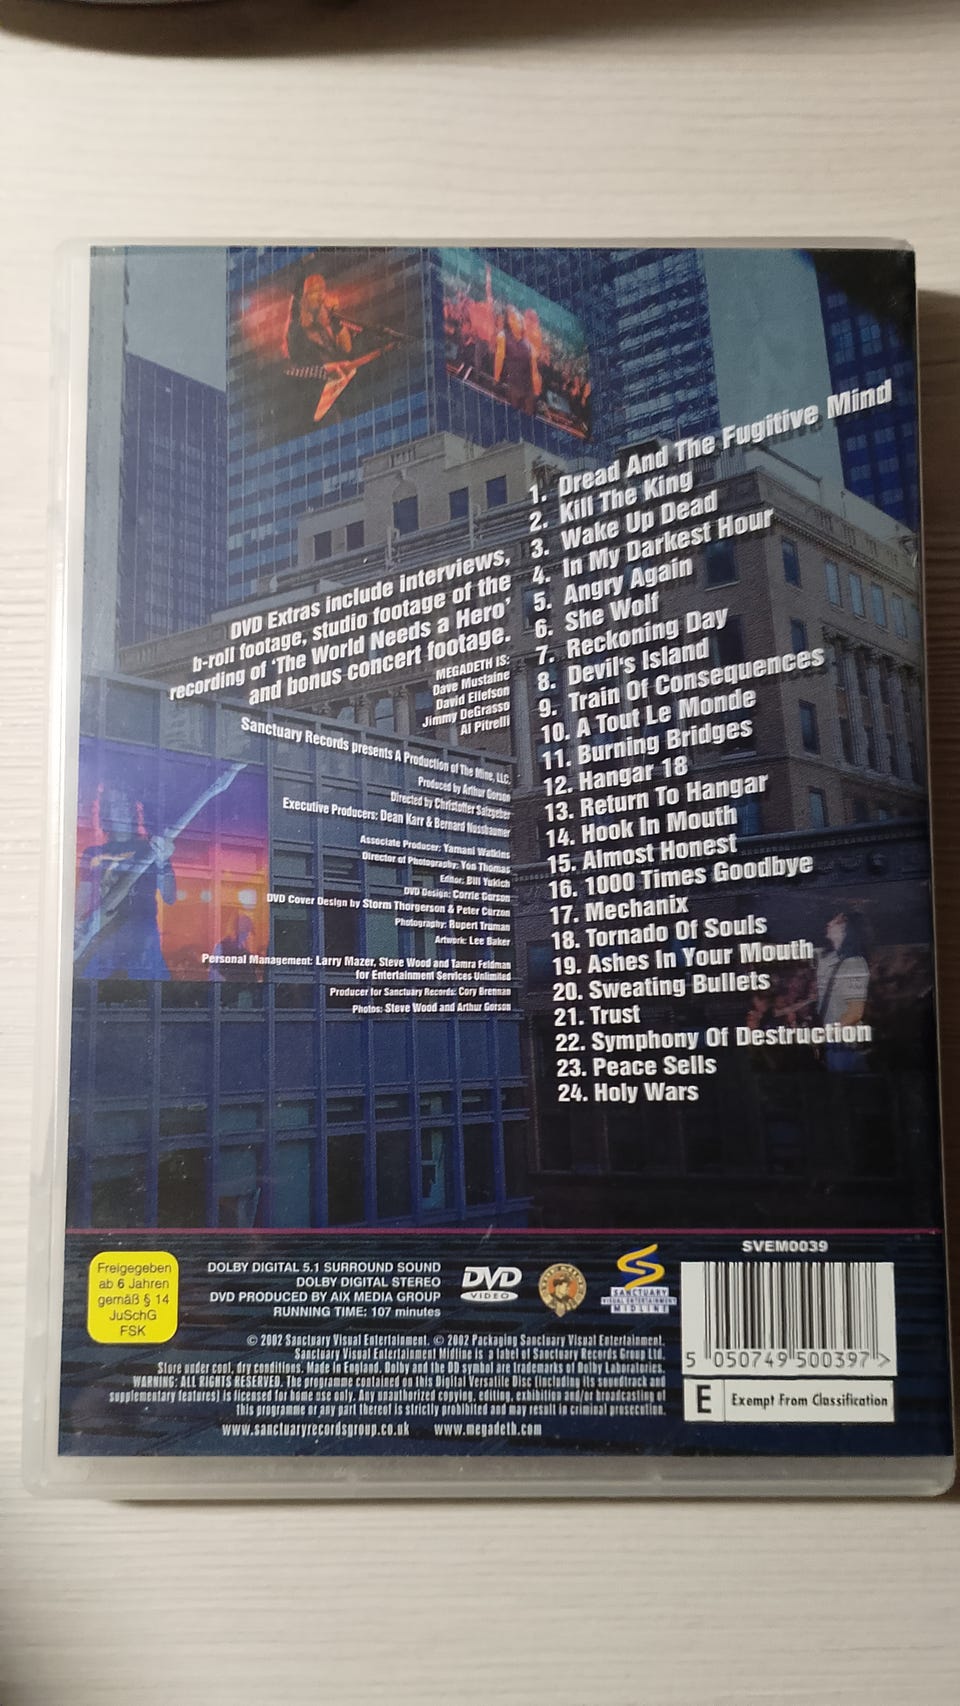 1. Dread And The Fugitive Mind
2. Kill The King
3. Wake Up Dead
4. In My Darkest Hour
5. Angry Again
6. She Wolf
7. Reckoning Day
8. Devil's Island
9. Train Of Consequences
10. A Tout Le Monde
11. Burning Bridges
12. Hangar 18
13. Return To Hangar
14. Hook In Mouth
15. Almost Honest
16. 1000 Times Goodbye
17. Mechanix
18. Tornado Of Souls
19. Ashes In Your Mouth
20. Sweating Bullets
21. Trust
22. Symphony Of Destruction
23. Peace Sells
24. Holy Wars
DVD Extras include interviews,
b-roll footage, studio footage of the
recording of 'The World Needs a Hero'
and bonus concert footage.
MEGADETH IS:
Dave Mustaine
David Ellefson
Jimmy DeGrasso
Al Pitrelli
Sanctuary Records presents A Production of The Mine, LLC.
Produced by Arthur Gorson
Directed by Christoffer Salzgeber
Executive Producers: Dean Karr & Bernard Nussbaumer
Associate Producer: Yamani Watkins
Director of Photography: Yon Thomas
Editor: Bill Yukich
DVD Design: Corrie Gorson
DVD Cover Design by Storm Thorgerson & Peter Curzon
Photography: Rupert Truman
Artwork: Lee Baker
Personal Management: Larry Mazer, Steve Wood and Tamra Feldman
for Entertainment Services Unlimited
Producer for Sanctuary Records: Cory Brennan
Photos: Steve Wood and Arthur Gorson
Freigegeben
ab 6 Jahren
gemäß § 14
JuSchG
FSK
DOLBY DIGITAL 5.1 SURROUND SOUND
DOLBY DIGITAL STEREO
DVD PRODUCED BY AIX MEDIA GROUP
RUNNING TIME: 107 minutes
DVD
VIDEO
SANCTUARY
VISUAL ENTERTAINMENT
MIDLINE
SVEM0039
5 050749 500397 >
E Exempt From Classification
© 2002 Sanctuary Visual Entertainment. © 2002 Packaging Sanctuary Visual Entertainment.
Sanctuary Visual Entertainment Midline is a label of Sanctuary Records Group Ltd.
Store under cool, dry conditions. Made in England. Dolby and the DD symbol are trademarks of Dolby Laboratories.
WARNING: ALL RIGHTS RESERVED. The programme contained on this Digital Versatile Disc (including its soundtrack and
supplementary features) is licensed for home use only. Any unauthorized copying, editing, exhibition and/or broadcasting of
this programme or any part thereof is strictly prohibited and may result in criminal prosecution.
www.sanctuaryrecordsgroup.co.uk www.megadeth.com